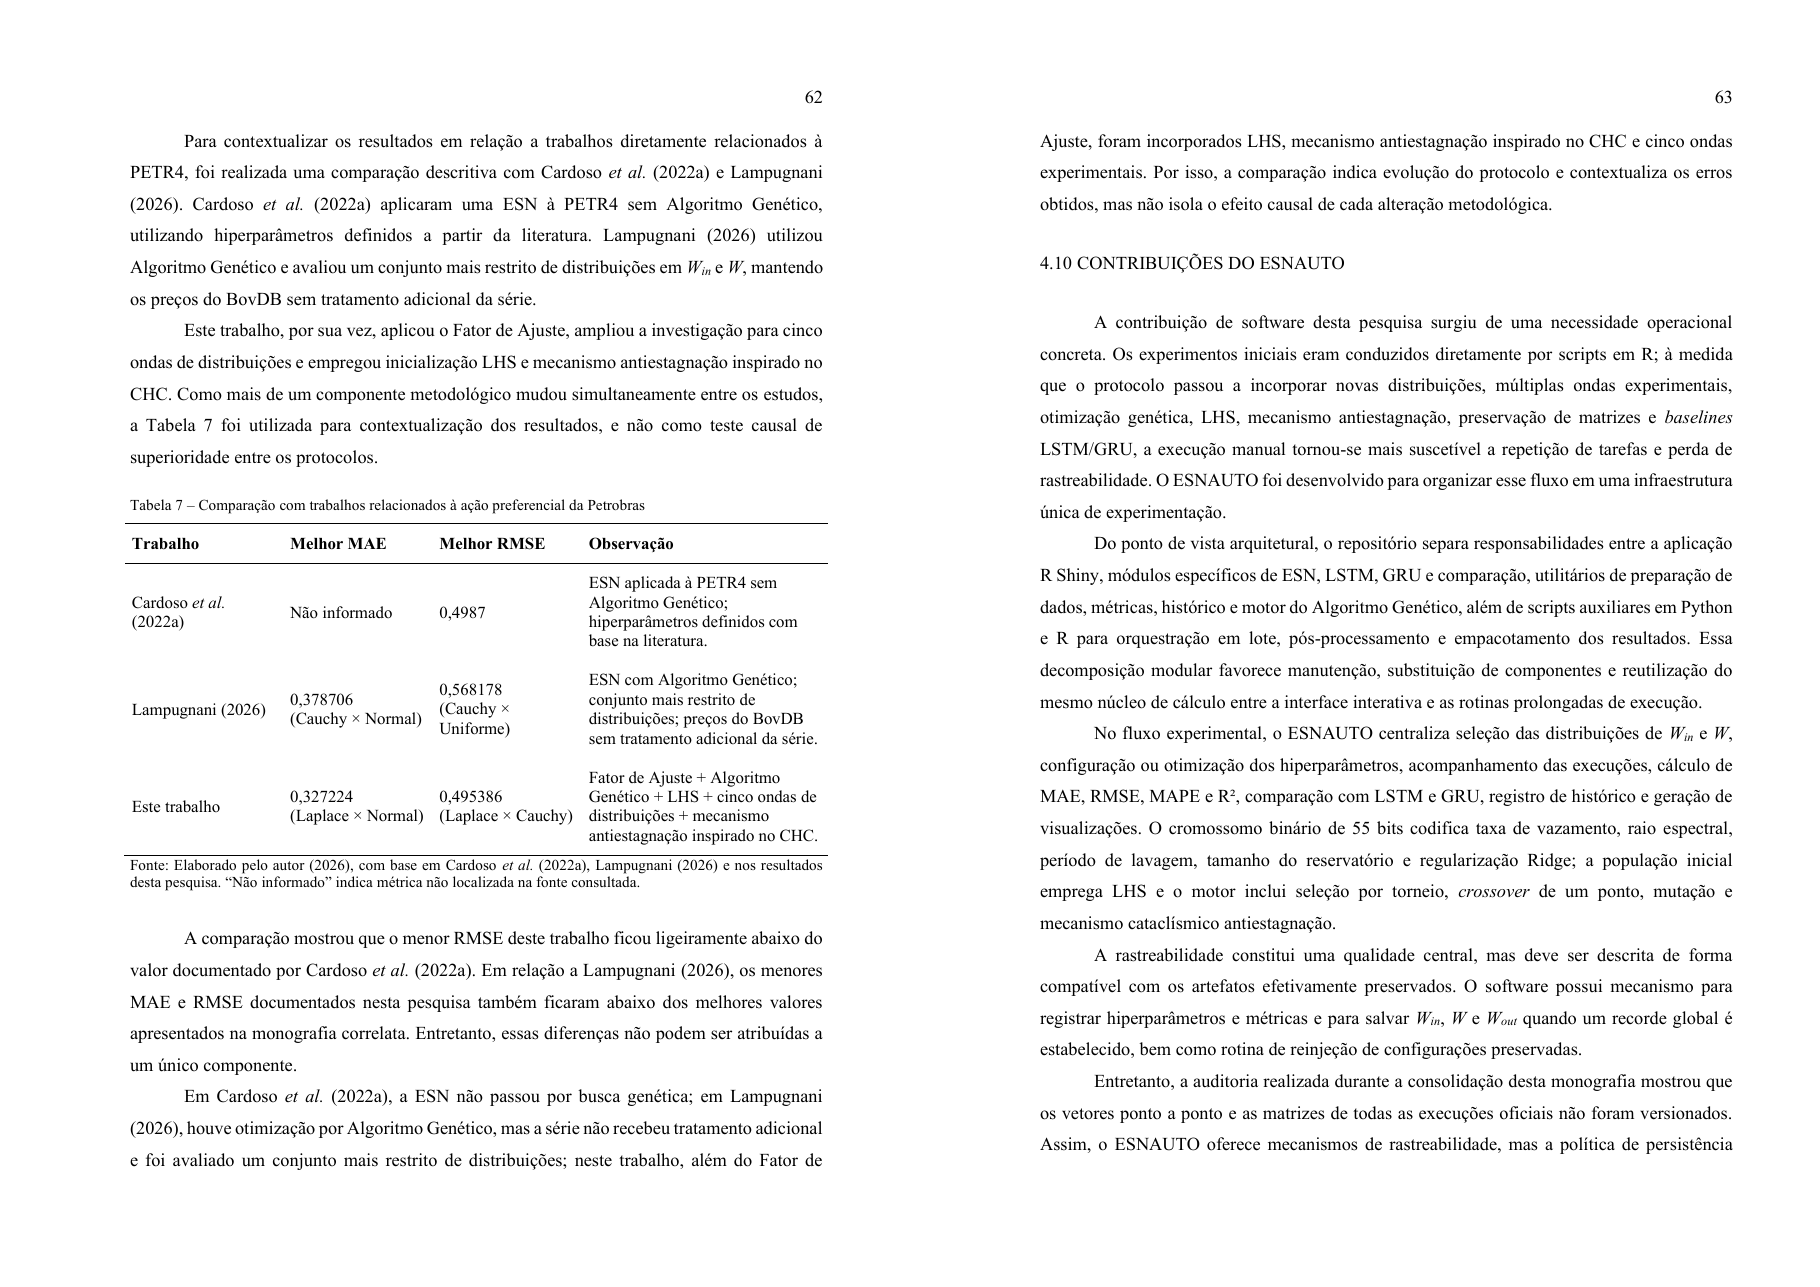 62
Para contextualizar os resultados em relação a trabalhos diretamente relacionados à
PETR4, foi realizada uma comparação descritiva com Cardoso et al. (2022a) e Lampugnani
(2026). Cardoso et al. (2022a) aplicaram uma ESN à PETR4 sem Algoritmo Genético,
utilizando hiperparâmetros definidos a partir da literatura. Lampugnani (2026) utilizou
Algoritmo Genético e avaliou um conjunto mais restrito de distribuições em Win e W, mantendo
os preços do BovDB sem tratamento adicional da série.
Este trabalho, por sua vez, aplicou o Fator de Ajuste, ampliou a investigação para cinco
ondas de distribuições e empregou inicialização LHS e mecanismo antiestagnação inspirado no
CHC. Como mais de um componente metodológico mudou simultaneamente entre os estudos,
a Tabela 7 foi utilizada para contextualização dos resultados, e não como teste causal de
superioridade entre os protocolos.
Tabela 7 – Comparação com trabalhos relacionados à ação preferencial da Petrobras
Trabalho Melhor MAE Melhor RMSE Observação
Cardoso et al.
(2022a)
Não informado
0,4987
ESN aplicada à PETR4 sem
Algoritmo Genético;
hiperparâmetros definidos com
base na literatura.
Lampugnani (2026)
0,378706
(Cauchy × Normal)
0,568178
(Cauchy ×
Uniforme)
ESN com Algoritmo Genético;
conjunto mais restrito de
distribuições; preços do BovDB
sem tratamento adicional da série.
Este trabalho
0,327224
(Laplace × Normal)
0,495386
(Laplace × Cauchy)
Fator de Ajuste + Algoritmo
Genético + LHS + cinco ondas de
distribuições + mecanismo
antiestagnação inspirado no CHC.
Fonte: Elaborado pelo autor (2026), com base em Cardoso et al. (2022a), Lampugnani (2026) e nos resultados
desta pesquisa. “Não informado” indica métrica não localizada na fonte consultada.
A comparação mostrou que o menor RMSE deste trabalho ficou ligeiramente abaixo do
valor documentado por Cardoso et al. (2022a). Em relação a Lampugnani (2026), os menores
MAE e RMSE documentados nesta pesquisa também ficaram abaixo dos melhores valores
apresentados na monografia correlata. Entretanto, essas diferenças não podem ser atribuídas a
um único componente.
Em Cardoso et al. (2022a), a ESN não passou por busca genética; em Lampugnani
(2026), houve otimização por Algoritmo Genético, mas a série não recebeu tratamento adicional
e foi avaliado um conjunto mais restrito de distribuições; neste trabalho, além do Fator de
63
Ajuste, foram incorporados LHS, mecanismo antiestagnação inspirado no CHC e cinco ondas
experimentais. Por isso, a comparação indica evolução do protocolo e contextualiza os erros
obtidos, mas não isola o efeito causal de cada alteração metodológica.
4.10 CONTRIBUIÇÕES DO ESNAUTO
A contribuição de software desta pesquisa surgiu de uma necessidade operacional
concreta. Os experimentos iniciais eram conduzidos diretamente por scripts em R; à medida
que o protocolo passou a incorporar novas distribuições, múltiplas ondas experimentais,
otimização genética, LHS, mecanismo antiestagnação, preservação de matrizes e baselines
LSTM/GRU, a execução manual tornou-se mais suscetível a repetição de tarefas e perda de
rastreabilidade. O ESNAUTO foi desenvolvido para organizar esse fluxo em uma infraestrutura
única de experimentação.
Do ponto de vista arquitetural, o repositório separa responsabilidades entre a aplicação
R Shiny, módulos específicos de ESN, LSTM, GRU e comparação, utilitários de preparação de
dados, métricas, histórico e motor do Algoritmo Genético, além de scripts auxiliares em Python
e R para orquestração em lote, pós-processamento e empacotamento dos resultados. Essa
decomposição modular favorece manutenção, substituição de componentes e reutilização do
mesmo núcleo de cálculo entre a interface interativa e as rotinas prolongadas de execução.
No fluxo experimental, o ESNAUTO centraliza seleção das distribuições de Win e W,
configuração ou otimização dos hiperparâmetros, acompanhamento das execuções, cálculo de
MAE, RMSE, MAPE e R², comparação com LSTM e GRU, registro de histórico e geração de
visualizações. O cromossomo binário de 55 bits codifica taxa de vazamento, raio espectral,
período de lavagem, tamanho do reservatório e regularização Ridge; a população inicial
emprega LHS e o motor inclui seleção por torneio, crossover de um ponto, mutação e
mecanismo cataclísmico antiestagnação.
A rastreabilidade constitui uma qualidade central, mas deve ser descrita de forma
compatível com os artefatos efetivamente preservados. O software possui mecanismo para
registrar hiperparâmetros e métricas e para salvar Win, W e Wout quando um recorde global é
estabelecido, bem como rotina de reinjeção de configurações preservadas.
Entretanto, a auditoria realizada durante a consolidação desta monografia mostrou que
os vetores ponto a ponto e as matrizes de todas as execuções oficiais não foram versionados.
Assim, o ESNAUTO oferece mecanismos de rastreabilidade, mas a política de persistência